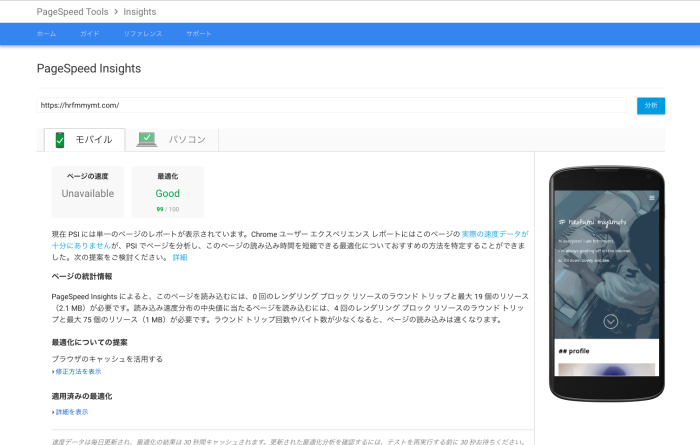 PageSpeed Tools > Insights
ホーム ガイド リファレンス サポート
PageSpeed Insights
https://hrfmmymt.com/ 分析
モバイル パソコン
ページの速度 最適化
Unavailable Good
99 / 100
現在 PSI には単一のページのレポートが表示されています。Chrome ユーザー エクスペリエンス レポートにはこのページの 実際の速度データが
十分にありませんが、PSI でページを分析し、このページの読み込み時間を短縮できる最適化についておすすめの方法を特定することができま
した。次の提案をご検討ください。 詳細
ページの統計情報
PageSpeed Insights によると、このページを読み込むには、0 回のレンダリング ブロック リソースのラウンド トリップと最大 19 個のリソース
（2.1 MB）が必要です。読み込み速度分布の中央値に当たるページを読み込むには、4 回のレンダリング ブロック リソースのラウンド トリッ
プと最大 75 個のリソース（1 MB）が必要です。ラウンド トリップ回数やバイト数が少なくなると、ページの読み込みは速くなります。
最適化についての提案
ブラウザのキャッシュを活用する
修正方法を表示
適用済みの最適化
詳細を表示
速度データは毎日更新され、最適化の結果は 30 秒間キャッシュされます。更新された最適化分析を確認するには、テストを再実行する前に 30 秒お待ちください。
## profile